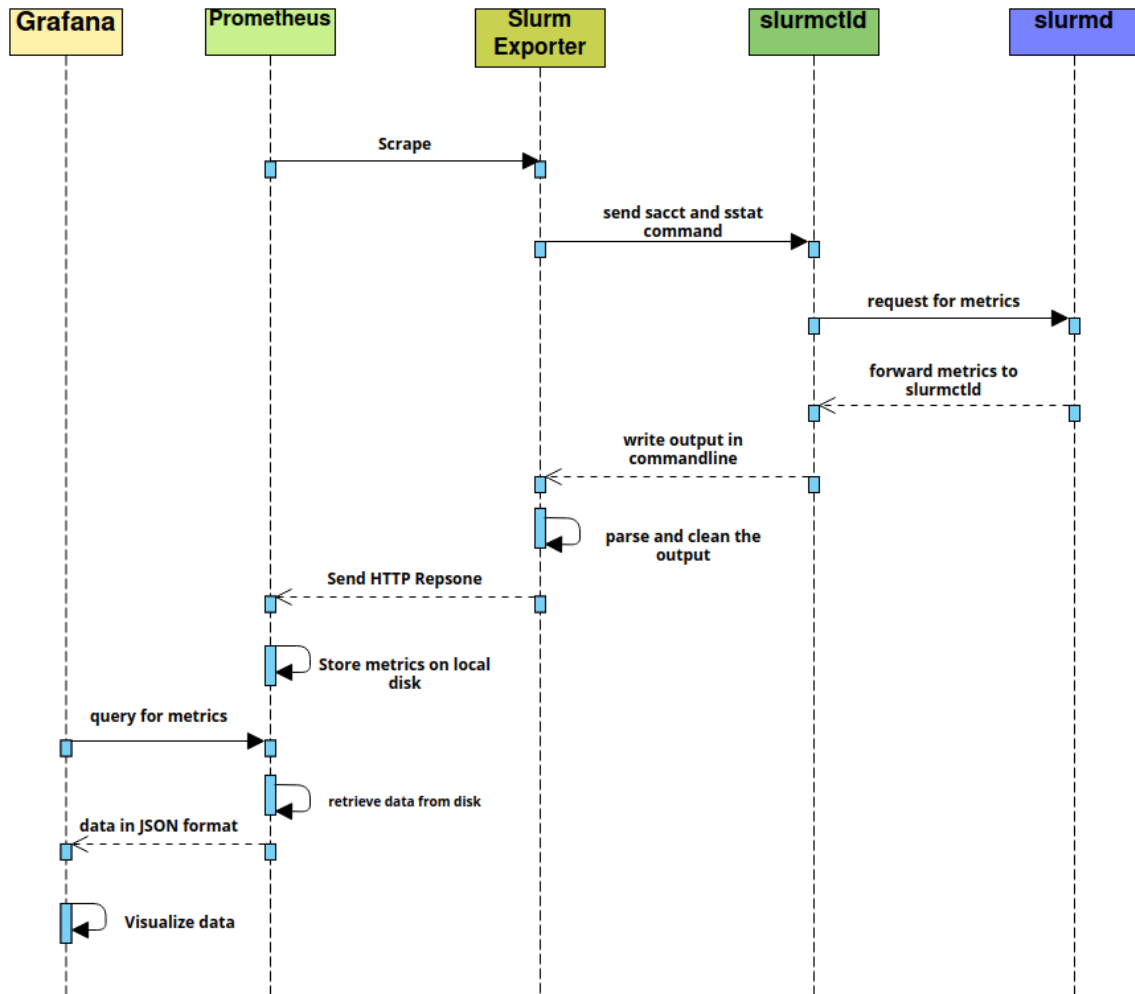 Grafana
Prometheus
Slurm
Exporter
slurmctld
slurmd
Scrape
send sacct and sstat
command
request for metrics
forward metrics to
slurmctld
write output in
commandline
parse and clean the
output
Send HTTP Repsone
Store metrics on local
disk
query for metrics
retrieve data from disk
data in JSON format
Visualize data